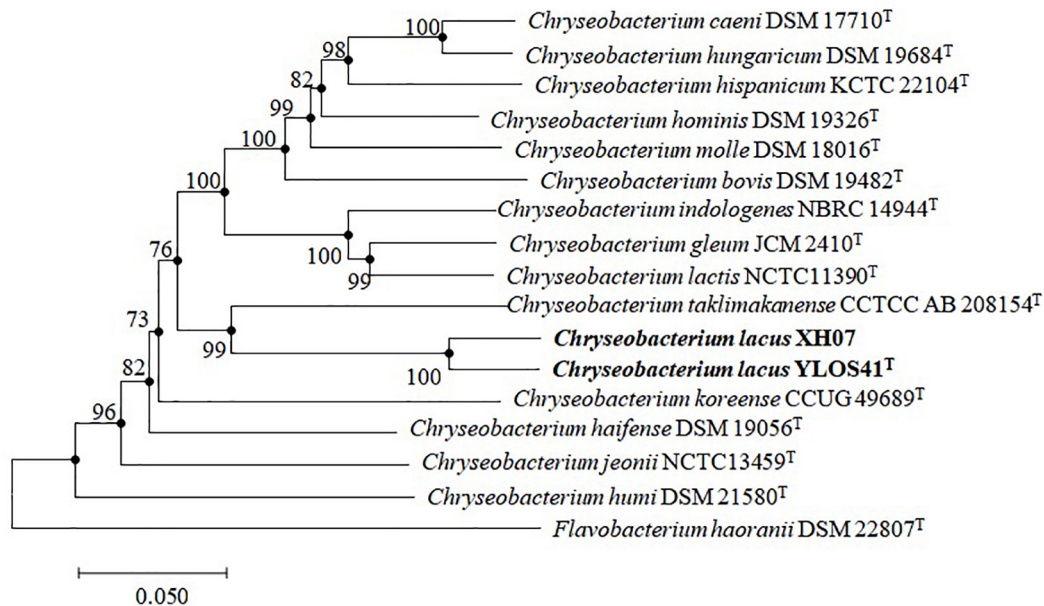 100 Chryseobacterium caeni DSM 17710T
98 Chryseobacterium hungaricum DSM 19684T
82 Chryseobacterium hispanicum KCTC 22104T
99 Chryseobacterium hominis DSM 19326T
100 Chryseobacterium molle DSM 18016T
100 Chryseobacterium bovis DSM 19482T
Chryseobacterium indologenes NBRC 14944T
76 100 Chryseobacterium gleum JCM 2410T
99 Chryseobacterium lactis NCTC11390T
Chryseobacterium taklimakanense CCTCC AB 208154T
73 Chryseobacterium lacus XH07
99 Chryseobacterium lacus YLOS41T
82 100
Chryseobacterium koreense CCUG 49689T
96 Chryseobacterium haifense DSM 19056T
Chryseobacterium jeonii NCTC13459T
Chryseobacterium humi DSM 21580T
Flavobacterium haoranii DSM 22807T
0.050